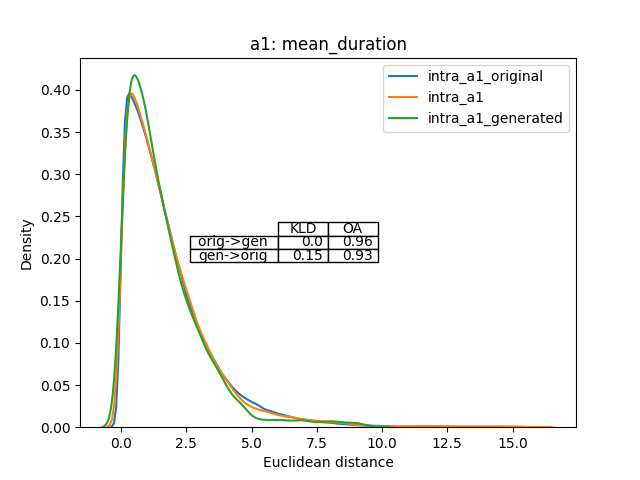 a1: mean_duration
intra_a1_original
intra_a1
intra_a1_generated
Density
0.40
0.35
0.30
0.25
0.20
0.15
0.10
0.05
0.00
KLD OA
orig->gen 0.0 0.96
gen->orig 0.15 0.93
0.0 2.5 5.0 7.5 10.0 12.5 15.0
Euclidean distance